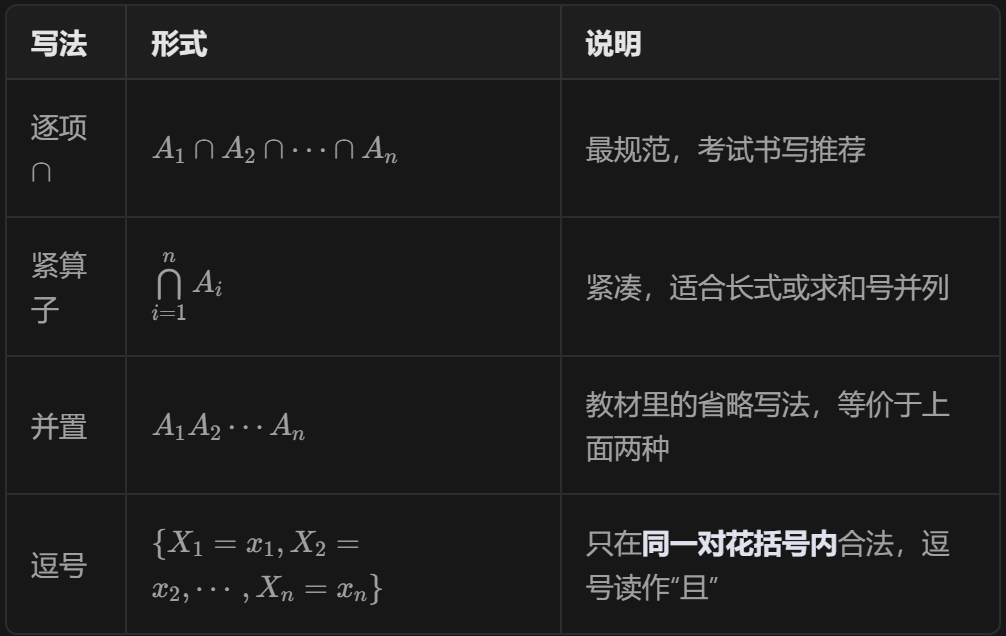 写法 形式 说明
逐项
∩
A₁ ∩ A₂ ∩ ⋯ ∩ Aₙ
最规范，考试书写推荐
紧算
子
n
⋂ Aᵢ
i=1
紧凑，适合长式或求和号并列
并置
A₁A₂⋯Aₙ
教材里的省略写法，等价于上
面两种
逗号
{X₁ = x₁, X₂ =
x₂, ⋯ , Xₙ = xₙ}
只在同一对花括号内合法，逗
号读作“且”